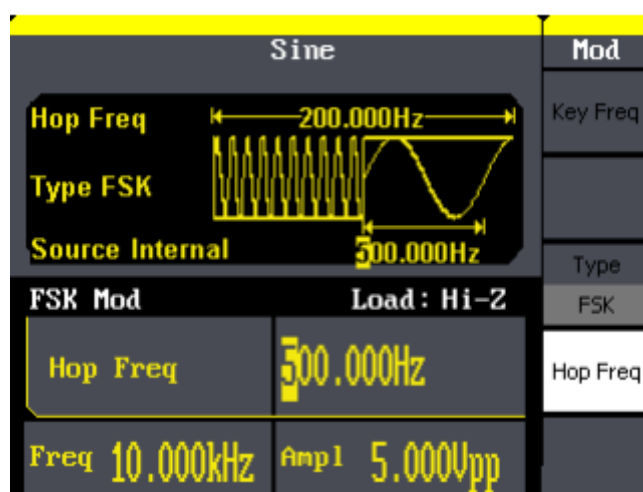 Sine
Mod
Hop Freq
200.000Hz
Key Freq
Type FSK
Source Internal
500.000Hz
Type
FSK
FSK Mod
Load: Hi-Z
Hop Freq
500.000Hz
Hop Freq
Freq 10.000kHz
Ampl 5.000Vpp